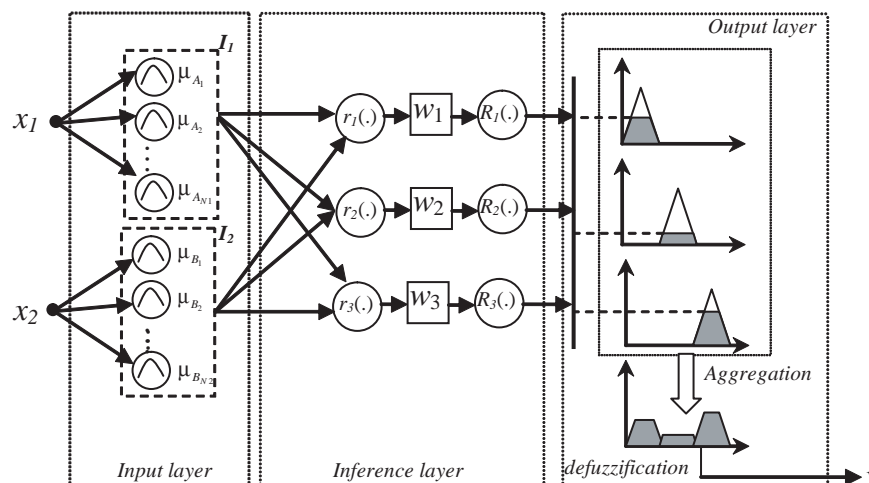 Output layer
I1
μA1
x1
μA2
μAN1
r1(.)
w1
R1(.)
I2
μB1
x2
μB2
μBN2
r2(.)
w2
R2(.)
r3(.)
w3
R3(.)
Aggregation
Input layer
Inference layer
defuzzification